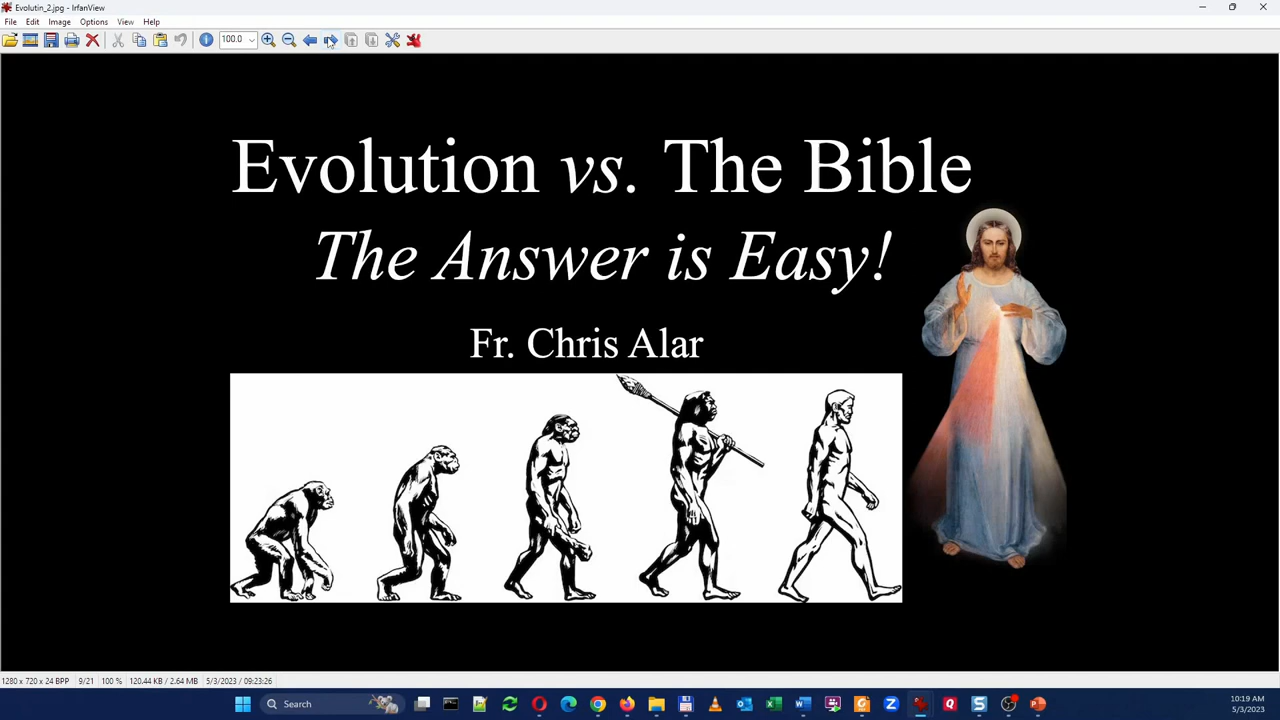 Evolutin_2.jpg - IrfanView
File Edit Image Options View Help
100.0
Evolution vs. The Bible
The Answer is Easy!
Fr. Chris Alar
1280 x 720 x 24 BPP 9/21 100 % 120.44 KB / 2.64 MB 5/3/2023 / 09:23:26
Search
10:19 AM
5/3/2023